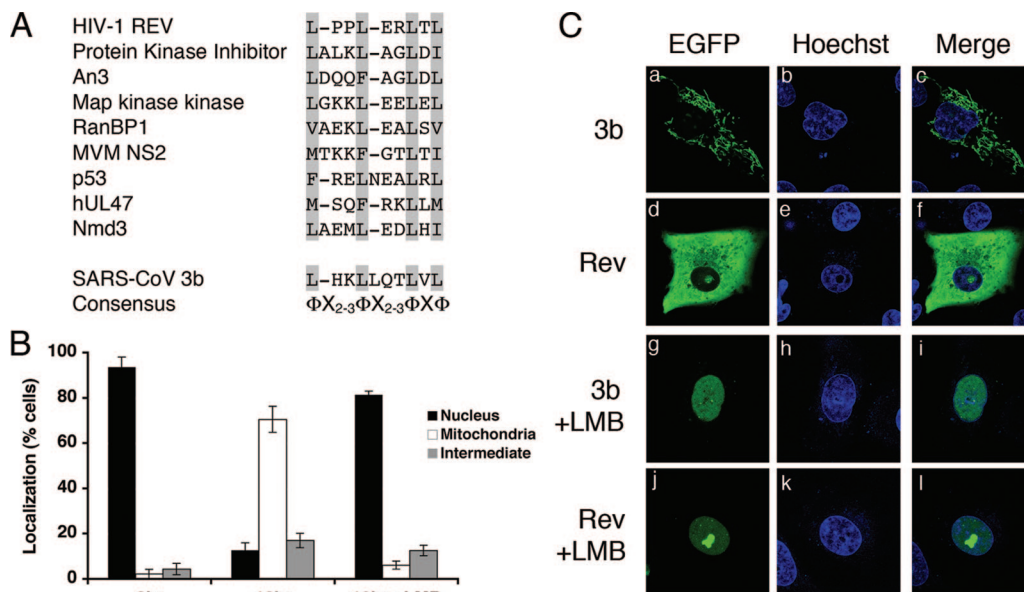 A
HIV-1 REV L-PPL-ERLTL
Protein Kinase Inhibitor LALKL-AGLDI
An3 LDQQF-AGLDL
Map kinase kinase LGKKL-EELEL
RanBP1 VAEKL-EALSV
MVM NS2 MTKKF-GTLTI
p53 F-RELNEALRL
hUL47 M-SQF-RKLLM
Nmd3 LAEML-EDLHI
SARS-CoV 3b L-HKLLQTLVL
Consensus ΦX₂₋₃ΦX₂₋₃ΦXΦ
B
Localization (% cells)
100
80
60
40
20
0
Nucleus
Mitochondria
Intermediate
C
EGFP Hoechst Merge
3b
a b c
Rev
d e f
3b
+LMB
g h i
Rev
+LMB
j k l